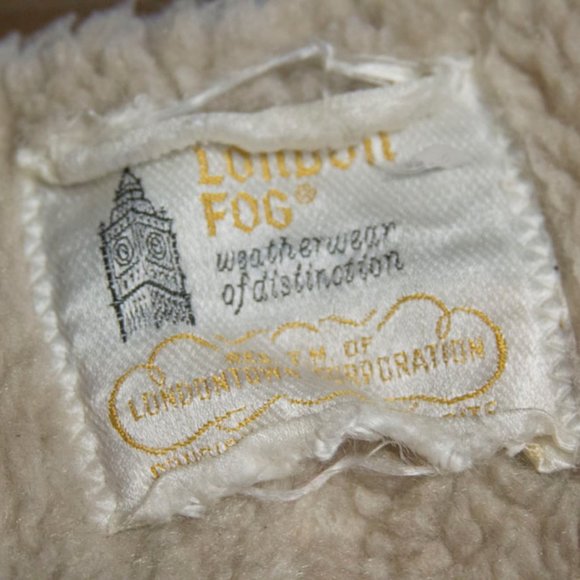 LONDON
FOG®
weatherwear
of distinction
REG. T.M. OF
LONDONTOWN CORPORATION